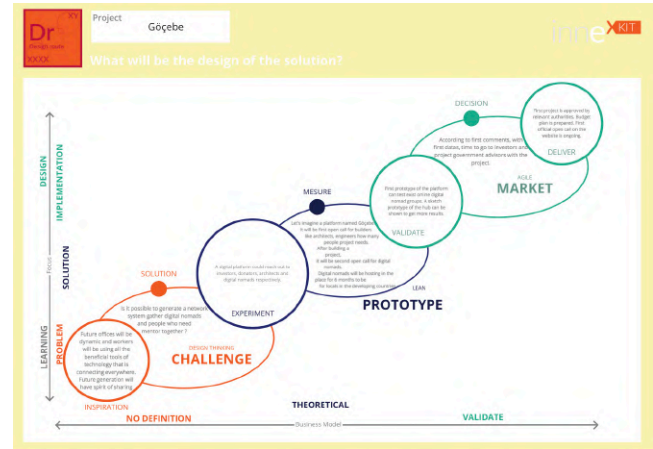 Dr
XY
Design room
XXXX
Project
Göçebe
inneXKIT
What will be the design of the solution?
DESIGN
IMPLEMENTATION
Focus
SOLUTION
LEARNING
PROBLEM
DECISION
According to first comments, with
first datas, time to go to investors and
project government advisors with the
project.
First project is approved by
relevant authorities. Budget
plan is prepared. First
official open call on the
website is ongoing.
DELIVER
AGILE
MARKET
MESURE
Let's imagine a platform named Göçebe
It will be first open call for builders
like architects, engineers how many
people project needs.
After building a
project,
it will be second open call for digital
nomads.
Digital nomads will be hosting in the
place for 6 months to be
for locals in the developing countries
First prototype of the platform
can test exist online digital
nomad groups. A sketch
prototype of the hub can be
shown to get more results.
VALIDATE
LEAN
PROTOTYPE
A digital platform could reach out to
investors, donators, architects and
digital nomads respectively.
EXPERIMENT
SOLUTION
Is it possible to generate a network
system gather digital nomads
and people who need
mentor together ?
DESIGN THINKING
CHALLENGE
Future offices will be
dynamic and workers
will be using all the
beneficial tools of
technology that is
connecting everywhere.
Future generation will
have spirit of sharing
INSPIRATION
NO DEFINITION
THEORETICAL
VALIDATE
Business Model